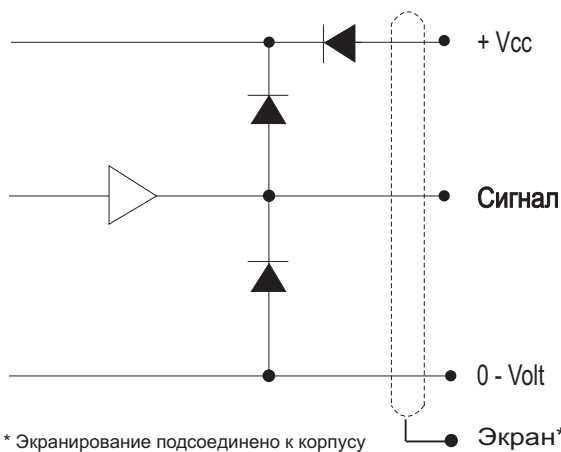 + Vcc
Сигнал
0 - Volt
* Экранирование подсоединено к корпусу
Экран*